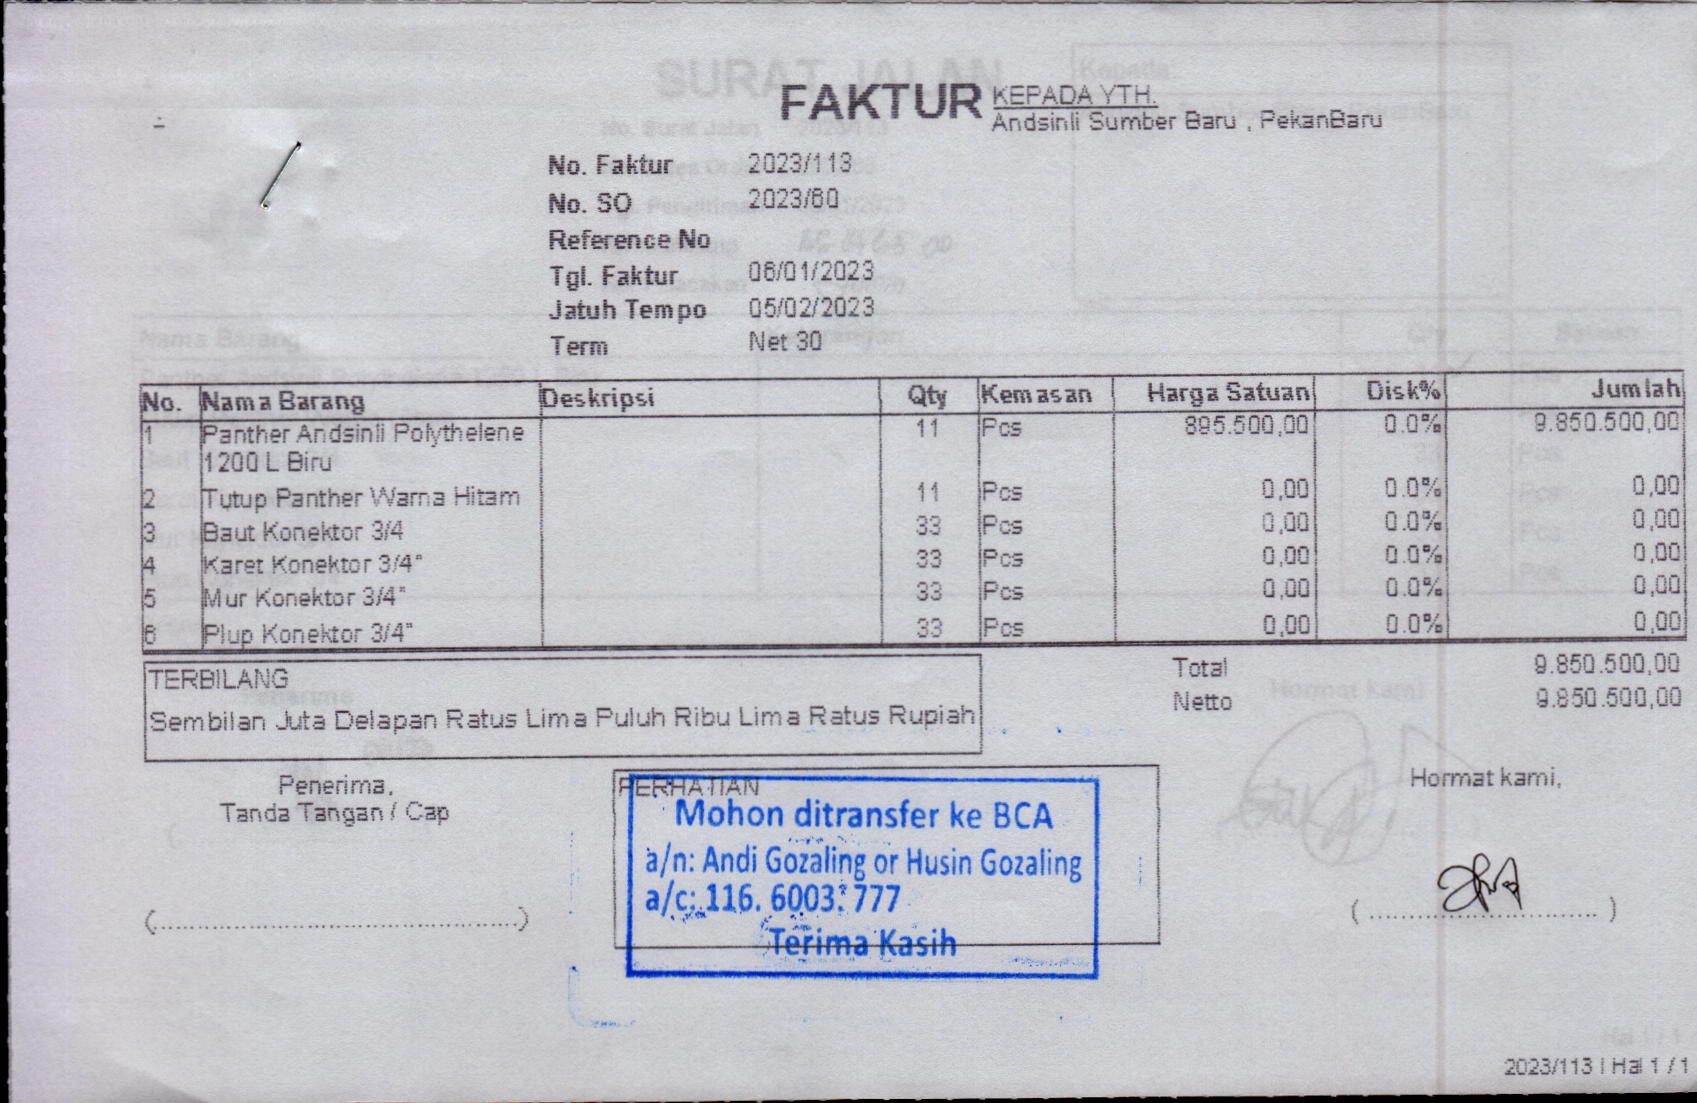 FAKTUR
KEPADA YTH.
Andsinli Sumber Baru , PekanBaru
No. Faktur 2023/113
No. SO 2023/60
Reference No
Tgl. Faktur 06/01/2023
Jatuh Tempo 05/02/2023
Term Net 30
No. Nama Barang Deskripsi Qty Kemasan Harga Satuan Disk% Jumlah
1 Panther Andsinli Polythelene 11 Pcs 895.500,00 0.0% 9.850.500,00
1200 L Biru
2 Tutup Panther Warna Hitam 11 Pcs 0,00 0.0% 0,00
3 Baut Konektor 3/4 33 Pcs 0,00 0.0% 0,00
4 Karet Konektor 3/4" 33 Pcs 0,00 0.0% 0,00
5 Mur Konektor 3/4" 33 Pcs 0,00 0.0% 0,00
6 Plup Konektor 3/4" 33 Pcs 0,00 0.0% 0,00
TERBILANG
Sembilan Juta Delapan Ratus Lima Puluh Ribu Lima Ratus Rupiah
Total 9.850.500,00
Netto 9.850.500,00
Penerima,
Tanda Tangan / Cap
(.................................................)
PERHATIAN
Mohon ditransfer ke BCA
a/n: Andi Gozaling or Husin Gozaling
a/c: 116. 6003. 777
Terima Kasih
Hormat kami,
( ............................... )
2023/113 | Hal 1 / 1